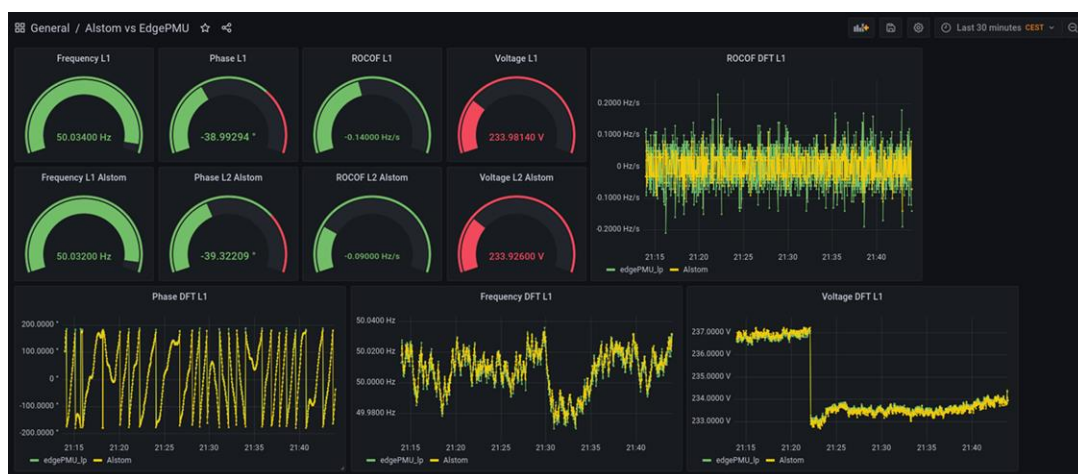 General / Alstom vs EdgePMU
Last 30 minutes CEST
Frequency L1
50.03400 Hz
Phase L1
-38.99294 °
ROCOF L1
-0.14000 Hz/s
Voltage L1
233.98140 V
ROCOF DFT L1
0.2000 Hz/s
0.1000 Hz/s
0 Hz/s
-0.1000 Hz/s
-0.2000 Hz/s
21:15 21:20 21:25 21:30 21:35 21:40
edgePMU_lp Alstom
Frequency L1 Alstom
50.03200 Hz
Phase L2 Alstom
-39.32209 °
ROCOF L2 Alstom
-0.09000 Hz/s
Voltage L2 Alstom
233.92600 V
Phase DFT L1
200.0000 °
100.0000 °
0 °
-100.0000 °
-200.0000 °
21:15 21:20 21:25 21:30 21:35 21:40
edgePMU_lp Alstom
Frequency DFT L1
50.0400 Hz
50.0200 Hz
50.0000 Hz
49.9800 Hz
21:15 21:20 21:25 21:30 21:35 21:40
edgePMU_lp Alstom
Voltage DFT L1
237.0000 V
236.0000 V
235.0000 V
234.0000 V
233.0000 V
21:15 21:20 21:25 21:30 21:35 21:40
edgePMU_lp Alstom